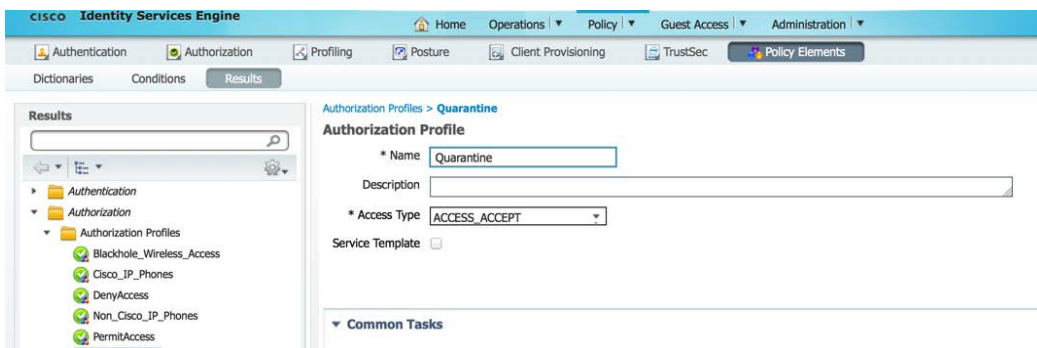 CISCO Identity Services Engine
Home Operations Policy Guest Access Administration
Authentication Authorization Profiling Posture Client Provisioning TrustSec Policy Elements
Dictionaries Conditions Results
Results
Authorization Profiles > Quarantine
Authorization Profile
* Name Quarantine
Description
* Access Type ACCESS_ACCEPT
Service Template
Authentication
Authorization
Authorization Profiles
Blackhole_Wireless_Access
Cisco_IP_Phones
DenyAccess
Non_Cisco_IP_Phones
PermitAccess
Common Tasks